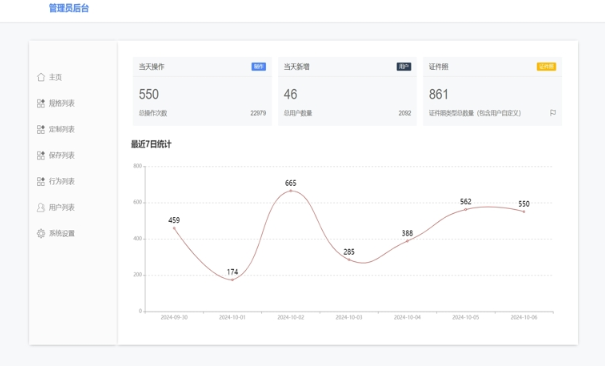 管理员后台
主页
规格列表
定制列表
保存列表
行为列表
用户列表
系统设置
当天操作
制作
550
总操作次数
22979
当天新增
用户
46
总用户数量
2092
证件照
证件照
861
证件照类型总数量（包含用户自定义）
最近7日统计
800
600
400
200
0
459
174
665
285
388
562
550
2024-09-30
2024-10-01
2024-10-02
2024-10-03
2024-10-04
2024-10-05
2024-10-06